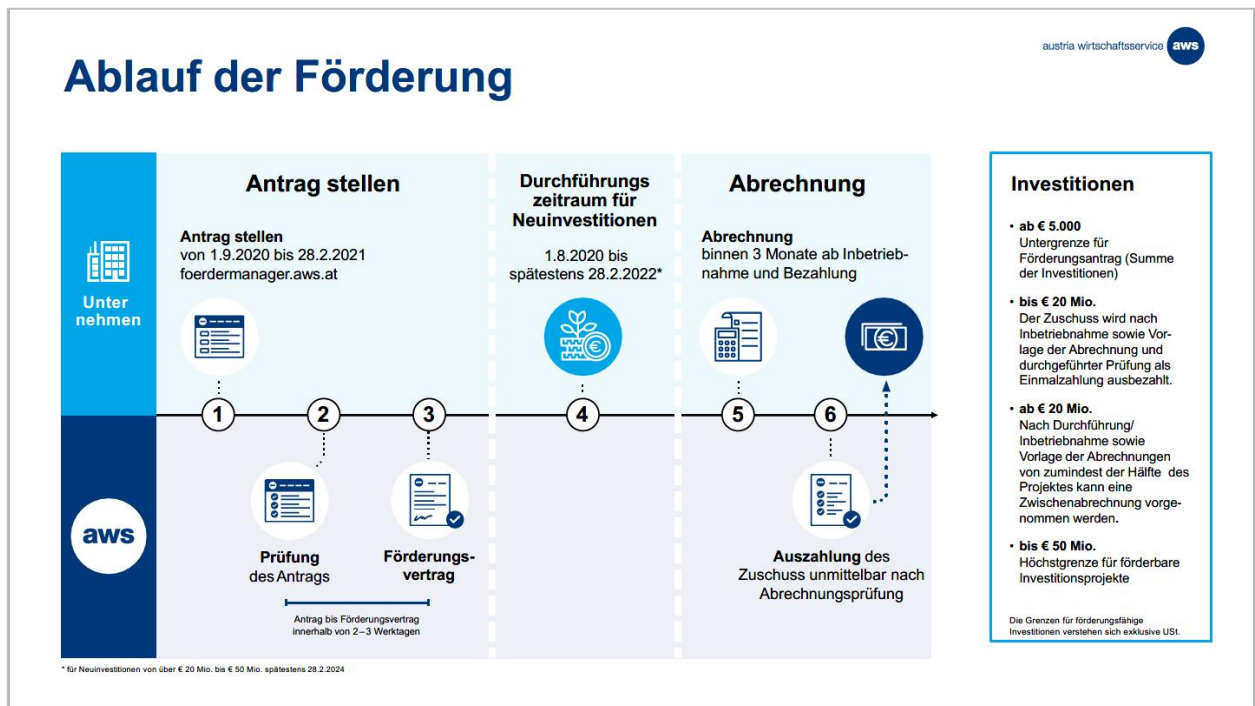 austria wirtschaftsservice aws
Ablauf der Förderung
Unter
nehmen
Antrag stellen
Antrag stellen
von 1.9.2020 bis 28.2.2021
foerdermanager.aws.at
Durchführungs
zeitraum für
Neuinvestitionen
1.8.2020 bis
spätestens 28.2.2022*
Abrechnung
Abrechnung
binnen 3 Monate ab Inbetrieb-
nahme und Bezahlung
1 2 3 4 5 6
aws
Prüfung
des Antrags
Förderungs-
vertrag
Antrag bis Förderungsvertrag
innerhalb von 2–3 Werktagen
Auszahlung des
Zuschuss unmittelbar nach
Abrechnungsprüfung
Investitionen
• ab € 5.000
Untergrenze für
Förderungsantrag (Summe
der Investitionen)
• bis € 20 Mio.
Der Zuschuss wird nach
Inbetriebnahme sowie Vor-
lage der Abrechnung und
durchgeführter Prüfung als
Einmalzahlung ausbezahlt.
• ab € 20 Mio.
Nach Durchführung/
Inbetriebnahme sowie
Vorlage der Abrechnungen
von zumindest der Hälfte des
Projektes kann eine
Zwischenabrechnung vorge-
nommen werden.
• bis € 50 Mio.
Höchstgrenze für förderbare
Investitionsprojekte
Die Grenzen für förderungsfähige
Investitionen verstehen sich exklusive USt.
* für Neuinvestitionen von über € 20 Mio. bis € 50 Mio. spätestens 28.2.2024